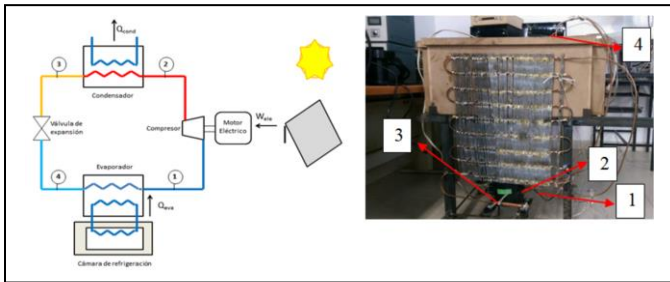 Q cond
3
2
Condensador
Válvula de
expansión
Compresor
Motor
Eléctrico
W ele
Evaporador
4
1
Q eva
Cámara de refrigeración
4
3
2
1